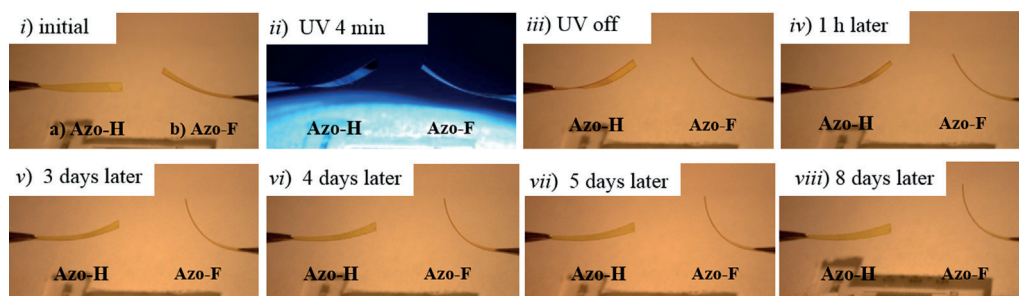 i) initial
a) Azo-H b) Azo-F
ii) UV 4 min
Azo-H Azo-F
iii) UV off
Azo-H Azo-F
iv) 1 h later
Azo-H Azo-F
v) 3 days later
Azo-H Azo-F
vi) 4 days later
Azo-H Azo-F
vii) 5 days later
Azo-H Azo-F
viii) 8 days later
Azo-H Azo-F